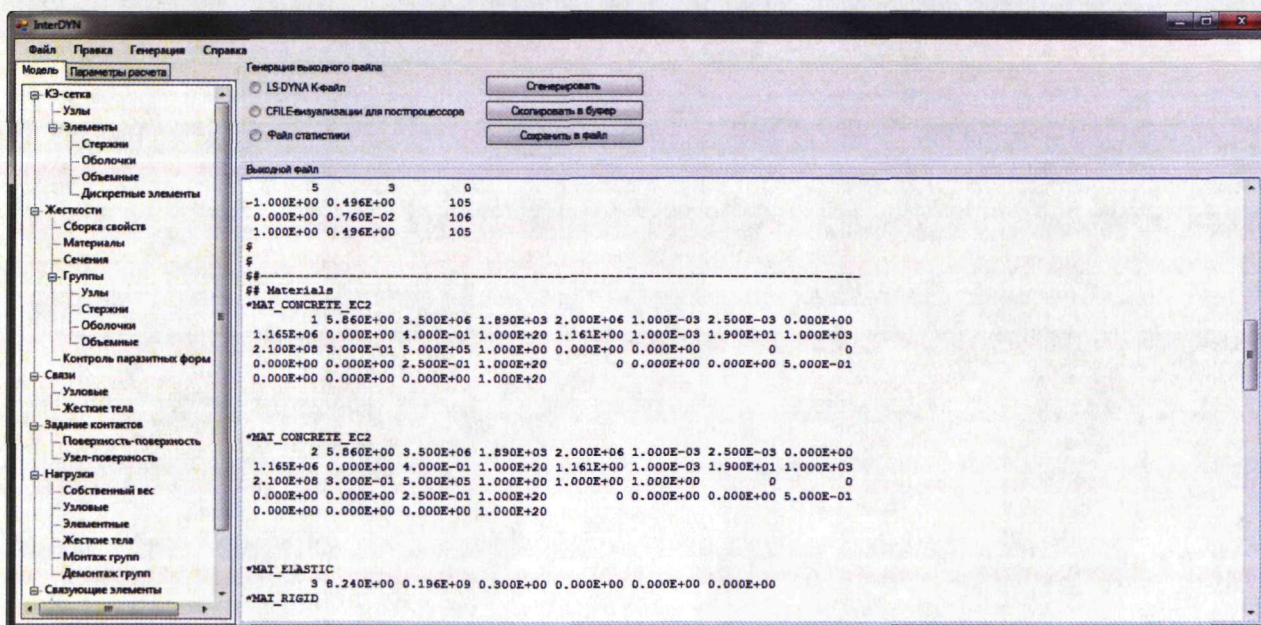 InterDYN
Файл Правка Генерация Справка
Модель Параметры расчета
КЭ-сетка
Узлы
Элементы
Стержни
Оболочки
Объемные
Дискретные элементы
Жесткости
Сборка свойств
Материалы
Сечения
Группы
Узлы
Стержни
Оболочки
Объемные
Контроль паразитных форм
Связи
Узловые
Жесткие тела
Задание контактов
Поверхность-поверхность
Узел-поверхность
Нагрузки
Собственный вес
Узловые
Элементные
Жесткие тела
Монтаж групп
Демонтаж групп
Связующие элементы
Генерация выходного файла
LS-DYNA K-файл
CFILE-визуализации для постпроцессора
Файл статистики
Сгенерировать
Скопировать в буфер
Сохранить в файл
Выходной файл
5 3 0
-1.000E+00 0.496E+00 105
0.000E+00 0.760E-02 106
1.000E+00 0.496E+00 105
$
$
$#
$# Materials
*MAT_CONCRETE_EC2
1 5.860E+00 3.500E+06 1.890E+03 2.000E+06 1.000E-03 2.500E-03 0.000E+00
1.165E+06 0.000E+00 4.000E-01 1.000E+20 1.161E+00 1.000E-03 1.900E+01 1.000E+03
2.100E+08 3.000E-01 5.000E+05 1.000E+00 0.000E+00 0.000E+00 0
0.000E+00 0.000E+00 2.500E-01 1.000E+20 0 0.000E+00 0.000E+00 5.000E-01
0.000E+00 0.000E+00 0.000E+00 1.000E+20
*MAT_CONCRETE_EC2
2 5.860E+00 3.500E+06 1.890E+03 2.000E+06 1.000E-03 2.500E-03 0.000E+00
1.165E+06 0.000E+00 4.000E-01 1.000E+20 1.161E+00 1.000E-03 1.900E+01 1.000E+03
2.100E+08 3.000E-01 5.000E+05 1.000E+00 1.000E+00 1.000E+00 0
0.000E+00 0.000E+00 2.500E-01 1.000E+20 0 0.000E+00 0.000E+00 5.000E-01
0.000E+00 0.000E+00 0.000E+00 1.000E+20
*MAT_ELASTIC
3 8.240E+00 0.196E+19 0.313E+00 0.000E+00 0.000E+00 0.000E+00
*MAT_RIGID